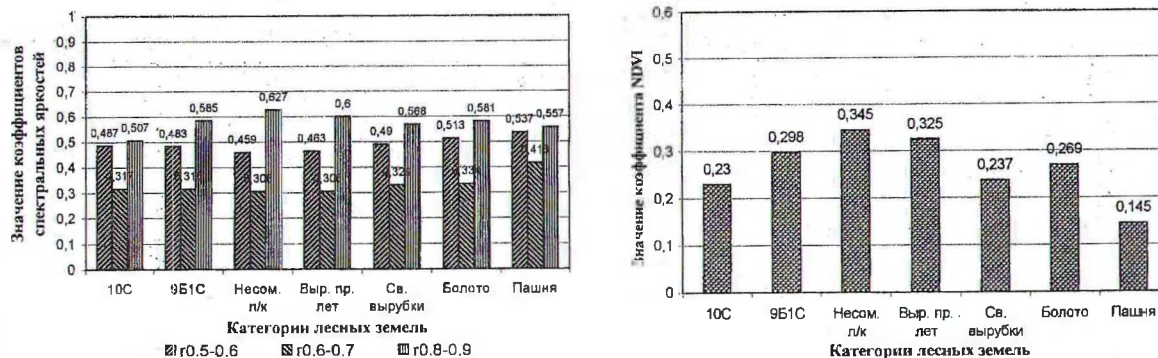 Значение коэффициентов
спектральных яркостей
1
0,9
0,8
0,7
0,6
0,5
0,4
0,3
0,2
0,1
0
0,487 0,507
0,483 0,585
0,459 0,627
0,463 0,6
0,49 0,568
0,513 0,581
0,537 0,557
0,317
10С
9Б1С
Несом.
п/к
Выр. пр.
лет
Св.
вырубки
Болото
Пашня
Категории лесных земель
r0.5-0.6 r0.6-0.7 r0.8-0.9
Значение коэффициента NDVI
0,6
0,5
0,4
0,3
0,2
0,1
0
0,23
0,298
0,345
0,325
0,237
0,269
0,145
10С
9Б1С
Несом.
п/к
Выр. пр.
лет
Св.
вырубки
Болото
Пашня
Категории лесных земель